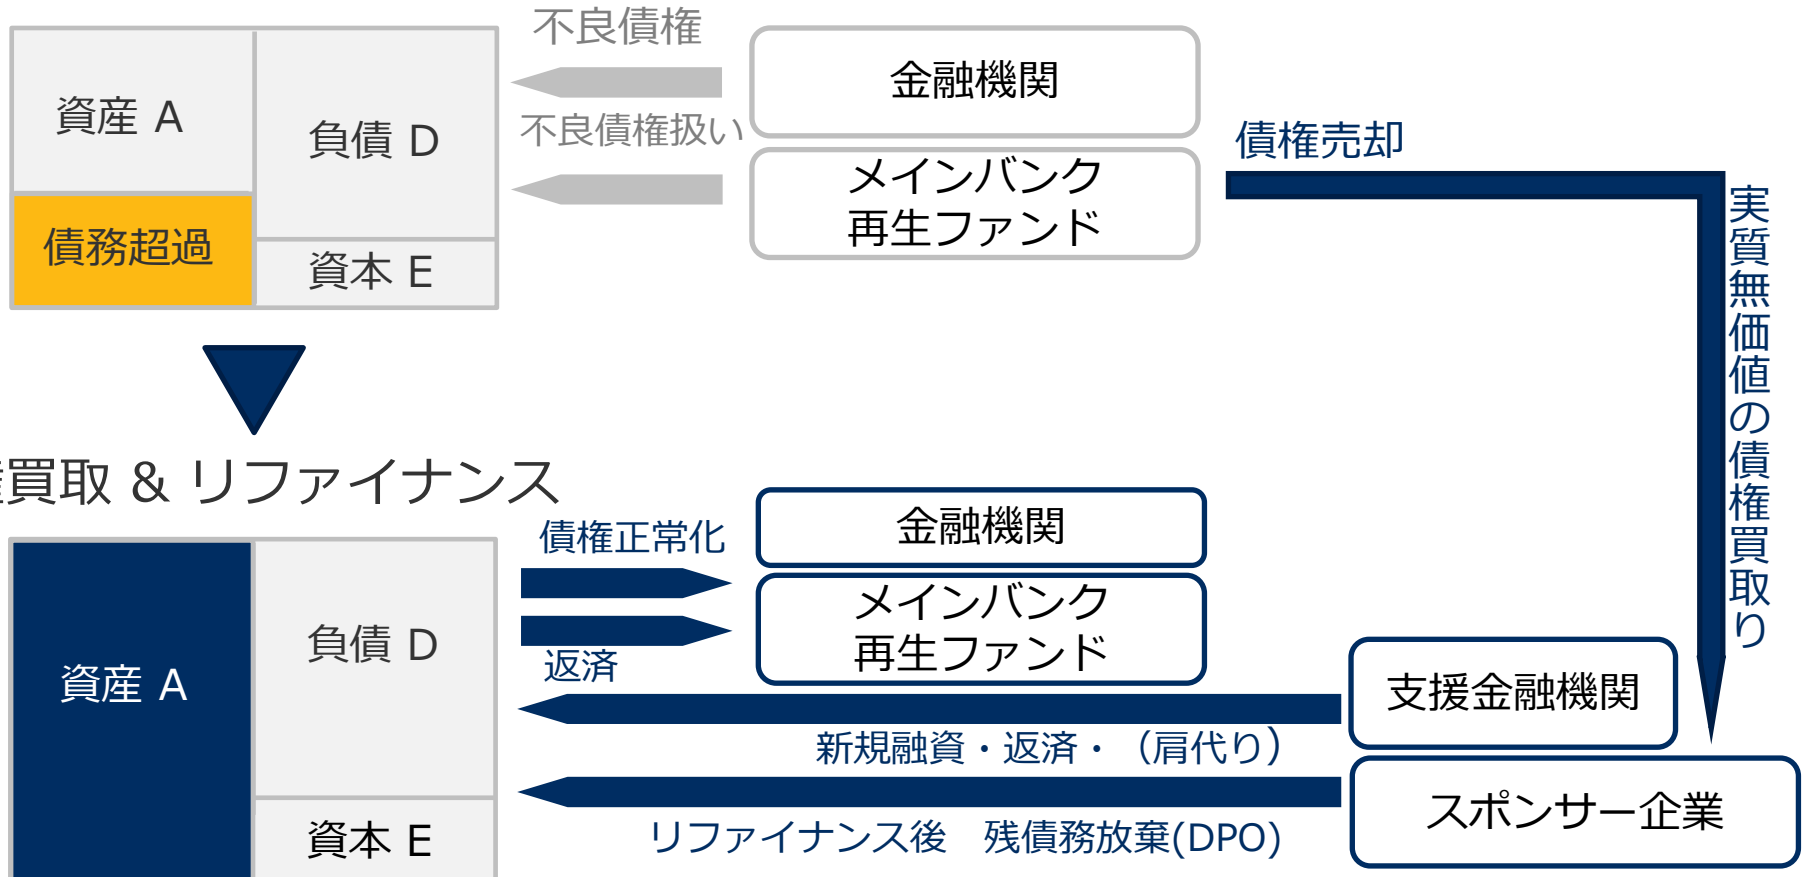 不良債権
金融機関
資産 A
負債 D
不良債権扱い
債権売却
メインバンク
再生ファンド
債務超過
資本 E
実質無価値の債権買取り
買取 & リファイナンス
債権正常化
金融機関
メインバンク
再生ファンド
負債 D
返済
資産 A
支援金融機関
新規融資・返済・（肩代り）
スポンサー企業
資本 E
リファイナンス後　残債務放棄(DPO)